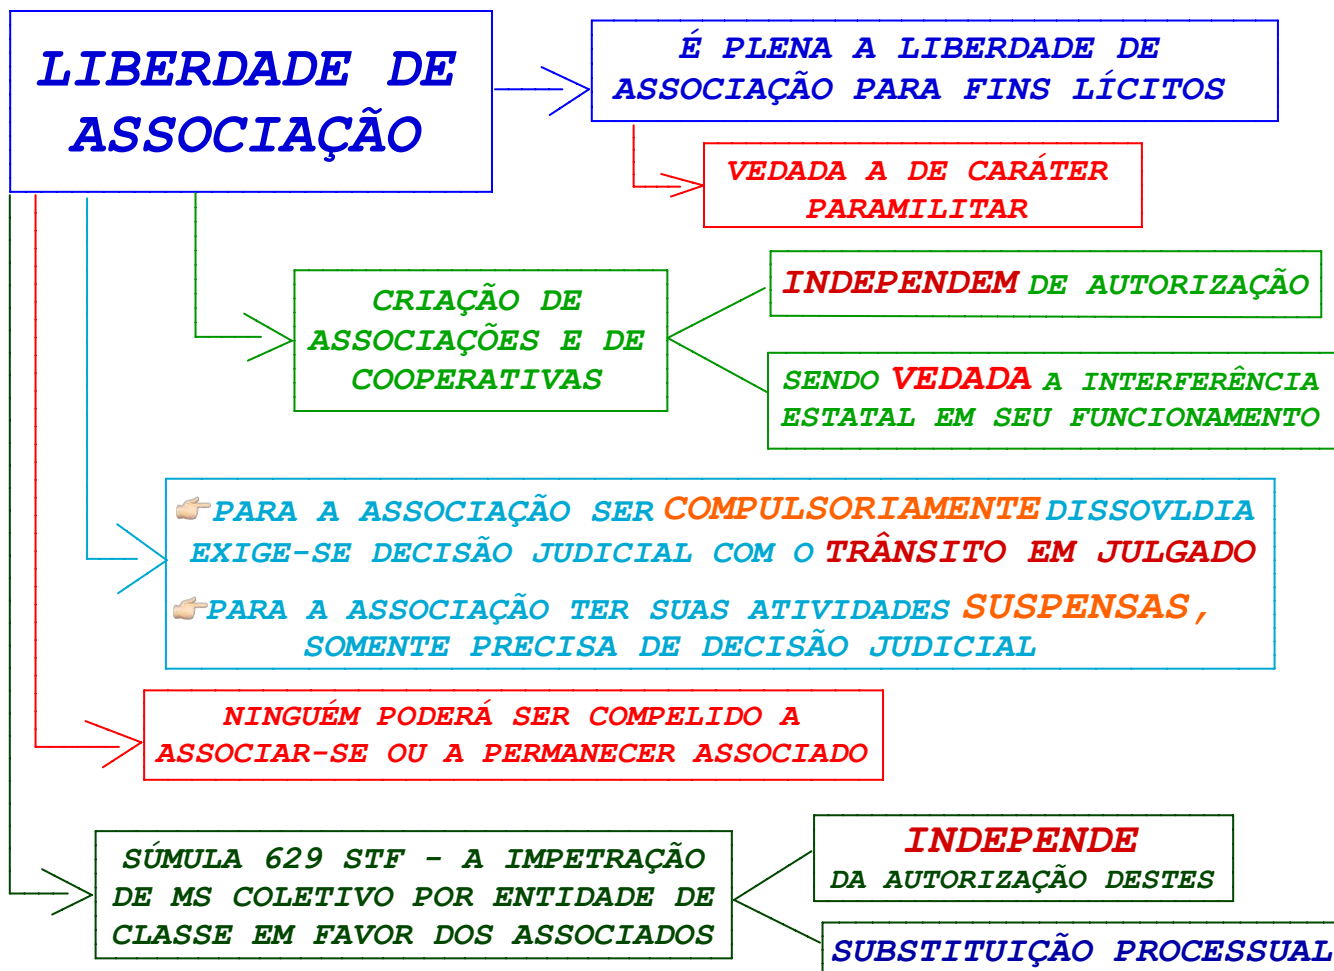 LIBERDADE DE
ASSOCIAÇÃO
É PLENA A LIBERDADE DE
ASSOCIAÇÃO PARA FINS LÍCITOS
VEDADA A DE CARÁTER
PARAMILITAR
CRIAÇÃO DE
ASSOCIAÇÕES E DE
COOPERATIVAS
INDEPENDEM DE AUTORIZAÇÃO
SENDO VEDADA A INTERFERÊNCIA
ESTATAL EM SEU FUNCIONAMENTO
PARA A ASSOCIAÇÃO SER COMPULSORIAMENTE DISSOVLDIA
EXIGE-SE DECISÃO JUDICIAL COM O TRÂNSITO EM JULGADO
PARA A ASSOCIAÇÃO TER SUAS ATIVIDADES SUSPENSAS,
SOMENTE PRECISA DE DECISÃO JUDICIAL
NINGUÉM PODERÁ SER COMPELIDO A
ASSOCIAR-SE OU A PERMANECER ASSOCIADO
SÚMULA 629 STF - A IMPETRAÇÃO
DE MS COLETIVO POR ENTIDADE DE
CLASSE EM FAVOR DOS ASSOCIADOS
INDEPENDE
DA AUTORIZAÇÃO DESTES
SUBSTITUIÇÃO PROCESSUAL